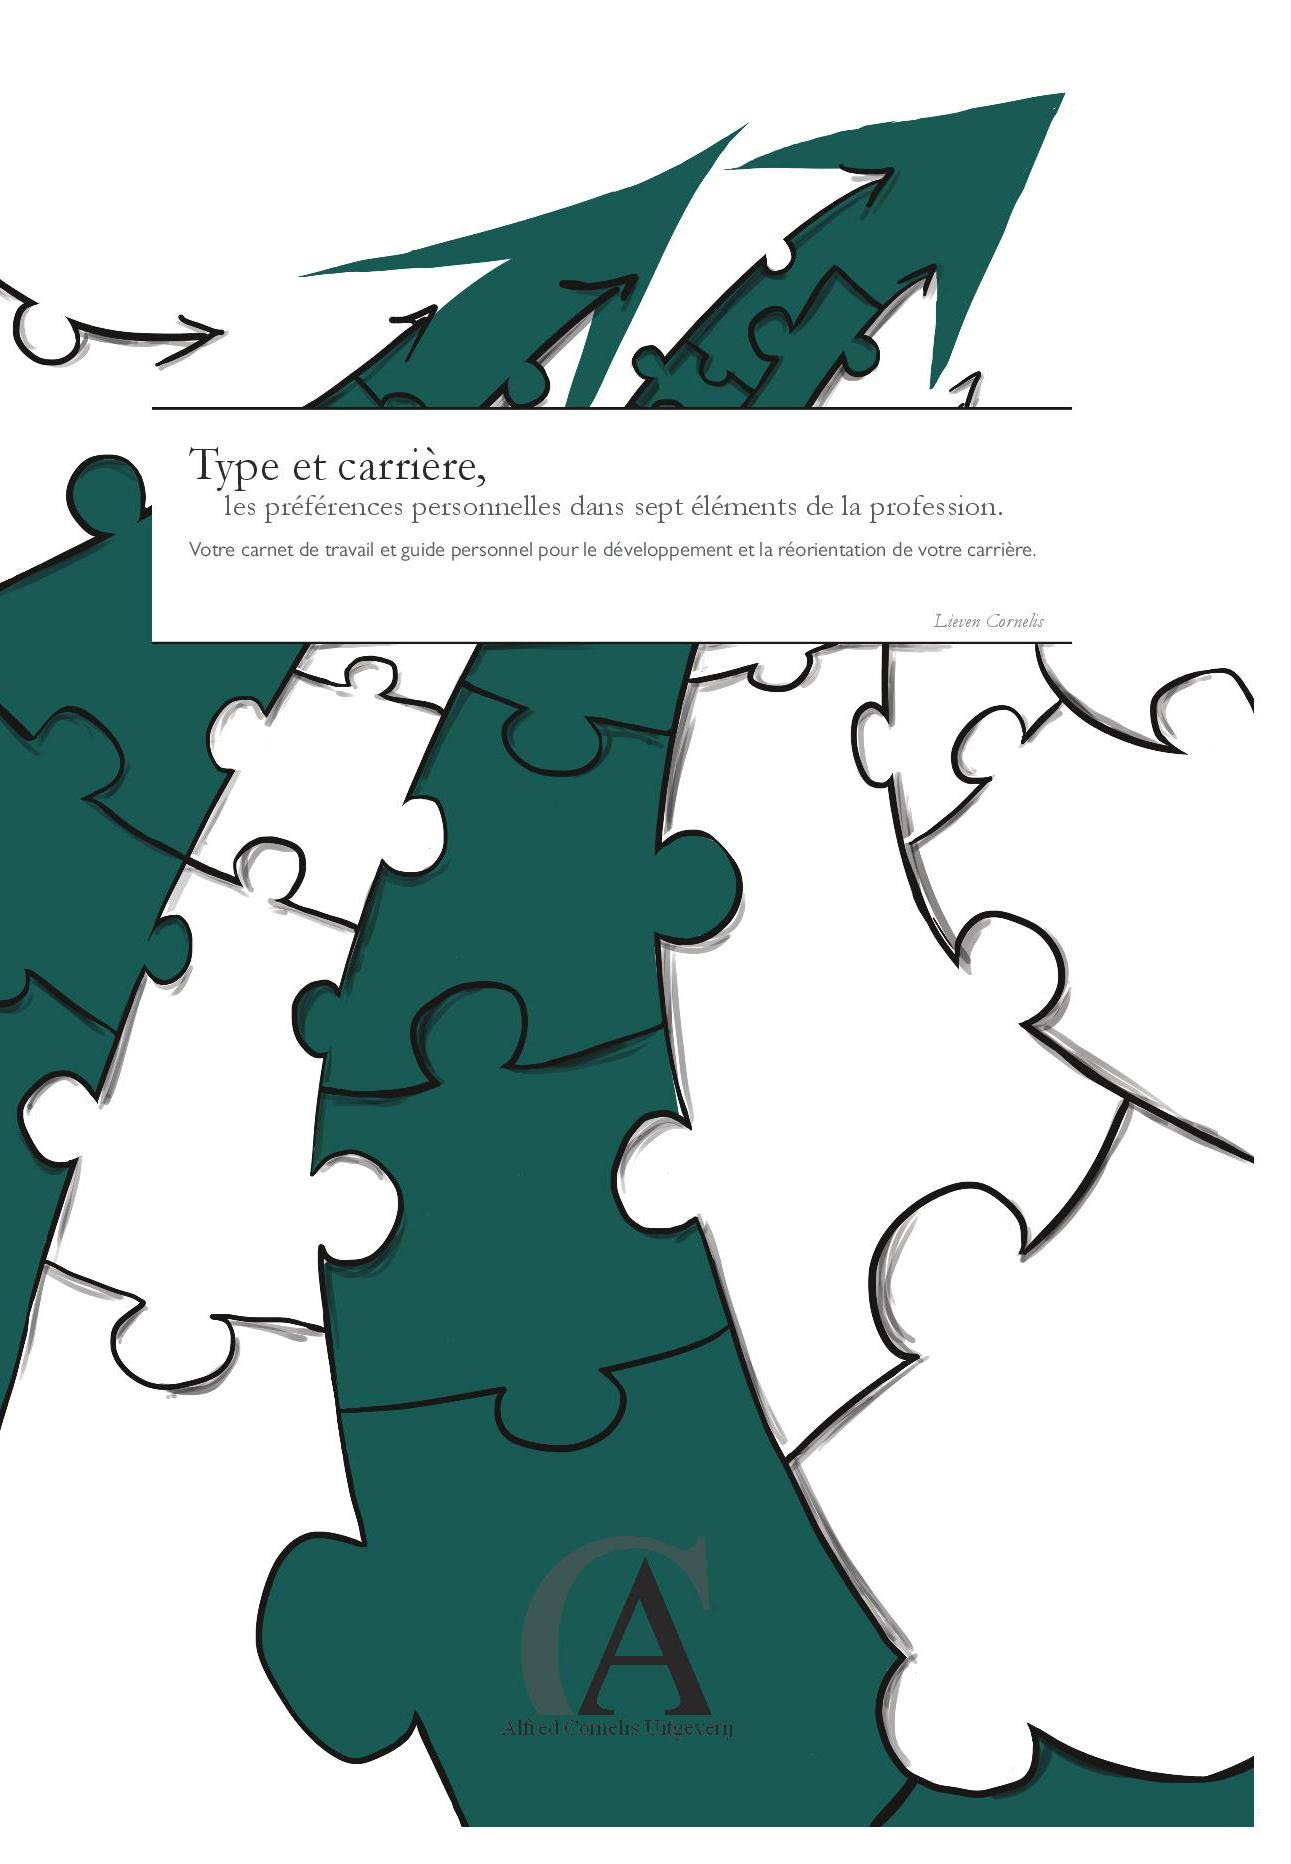 Type et carrière,
les préférences personnelles dans sept éléments de la profession.
Votre carnet de travail et guide personnel pour le développement et la réorientation de votre carrière.
Lieven Cornelis
CA
Alfred Cornelis Uitgeverij